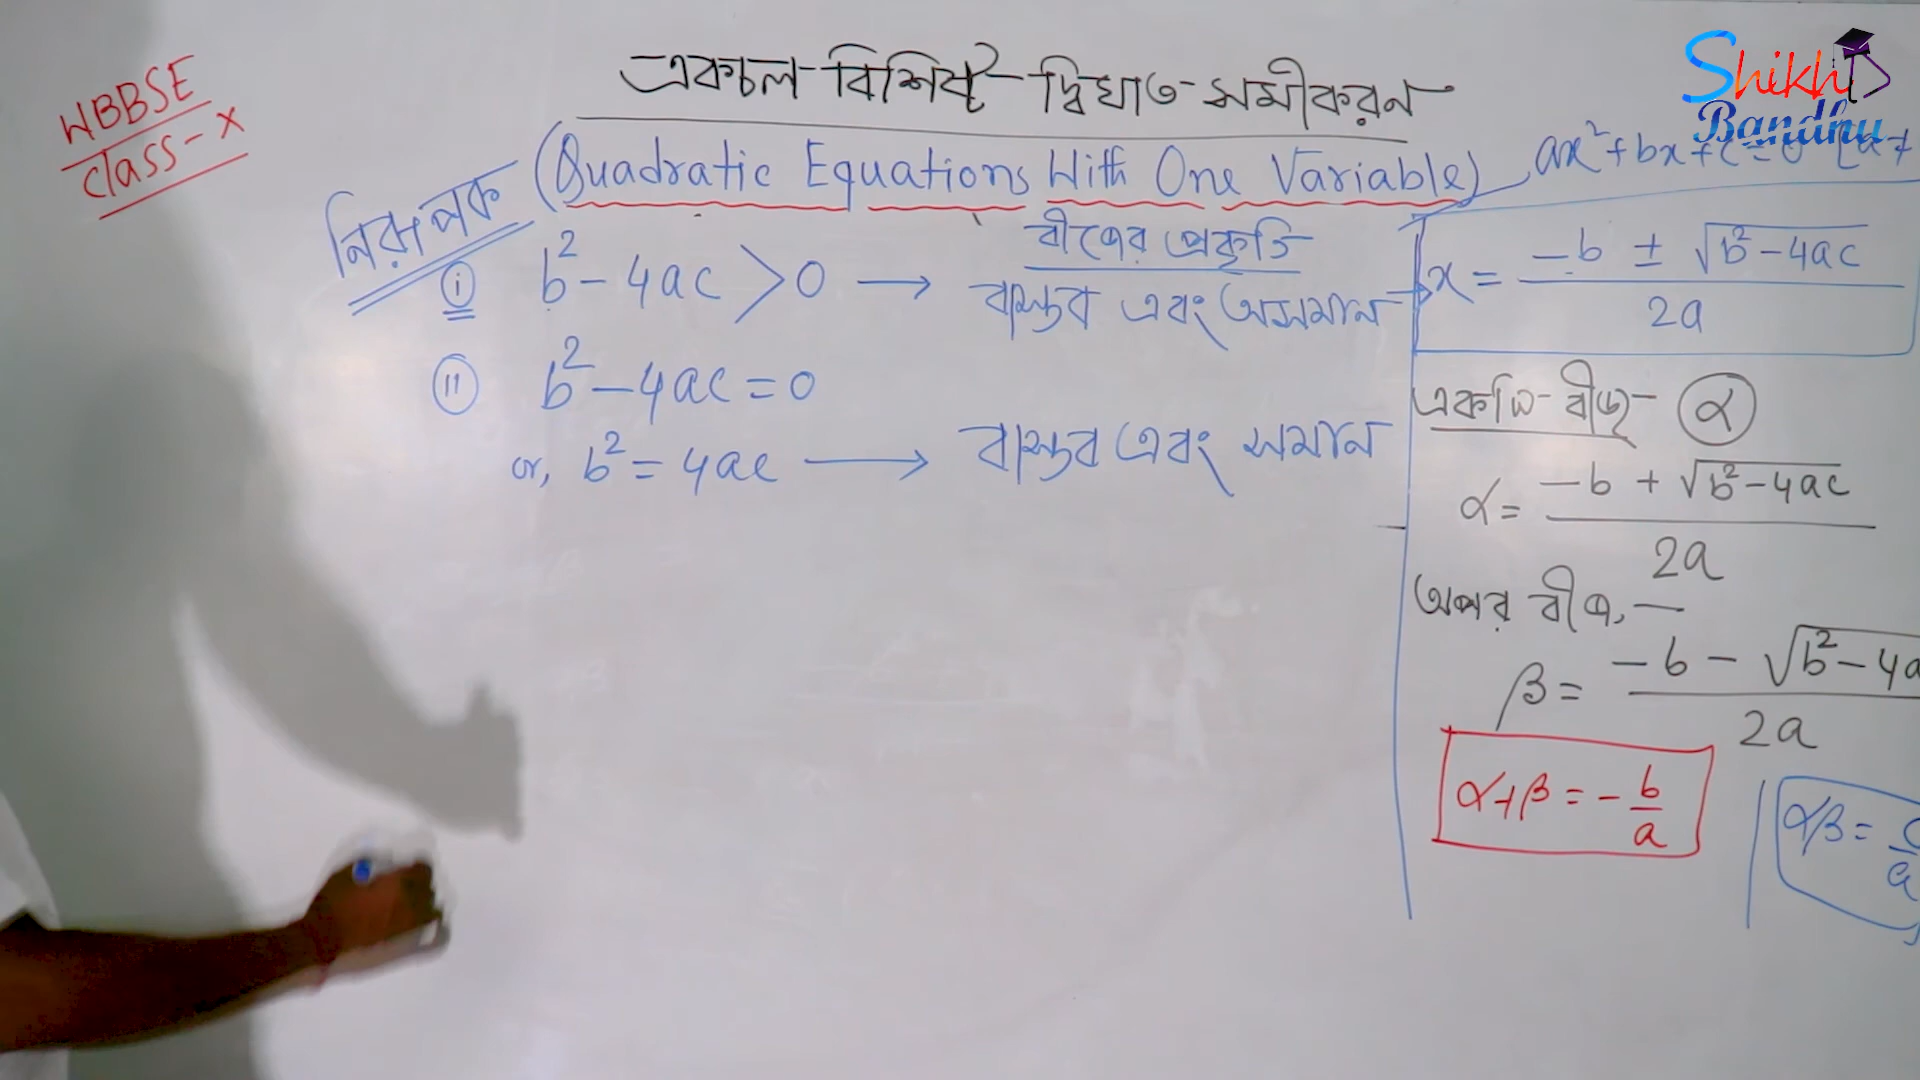 WBBSE
Class-X
একচল বিশিষ্ট দ্বিঘাত সমীকরণ
(Quadratic Equations With One Variable)
Shikha
Bandhu
ax²+bx+c=0 [a≠
নিরূপক
বীজের প্রকৃতি
(i) b²-4ac > 0 → বাস্তব এবং অসমান
(ii) b²-4ac = 0
or, b² = 4ac → বাস্তব এবং সমান
x = (-b ± √(b²-4ac)) / 2a
একটি বীজ - α
α = (-b + √(b²-4ac)) / 2a
অপর বীজ, -
β = (-b - √(b²-4a / 2a
α+β = - b/a
αβ = c/a